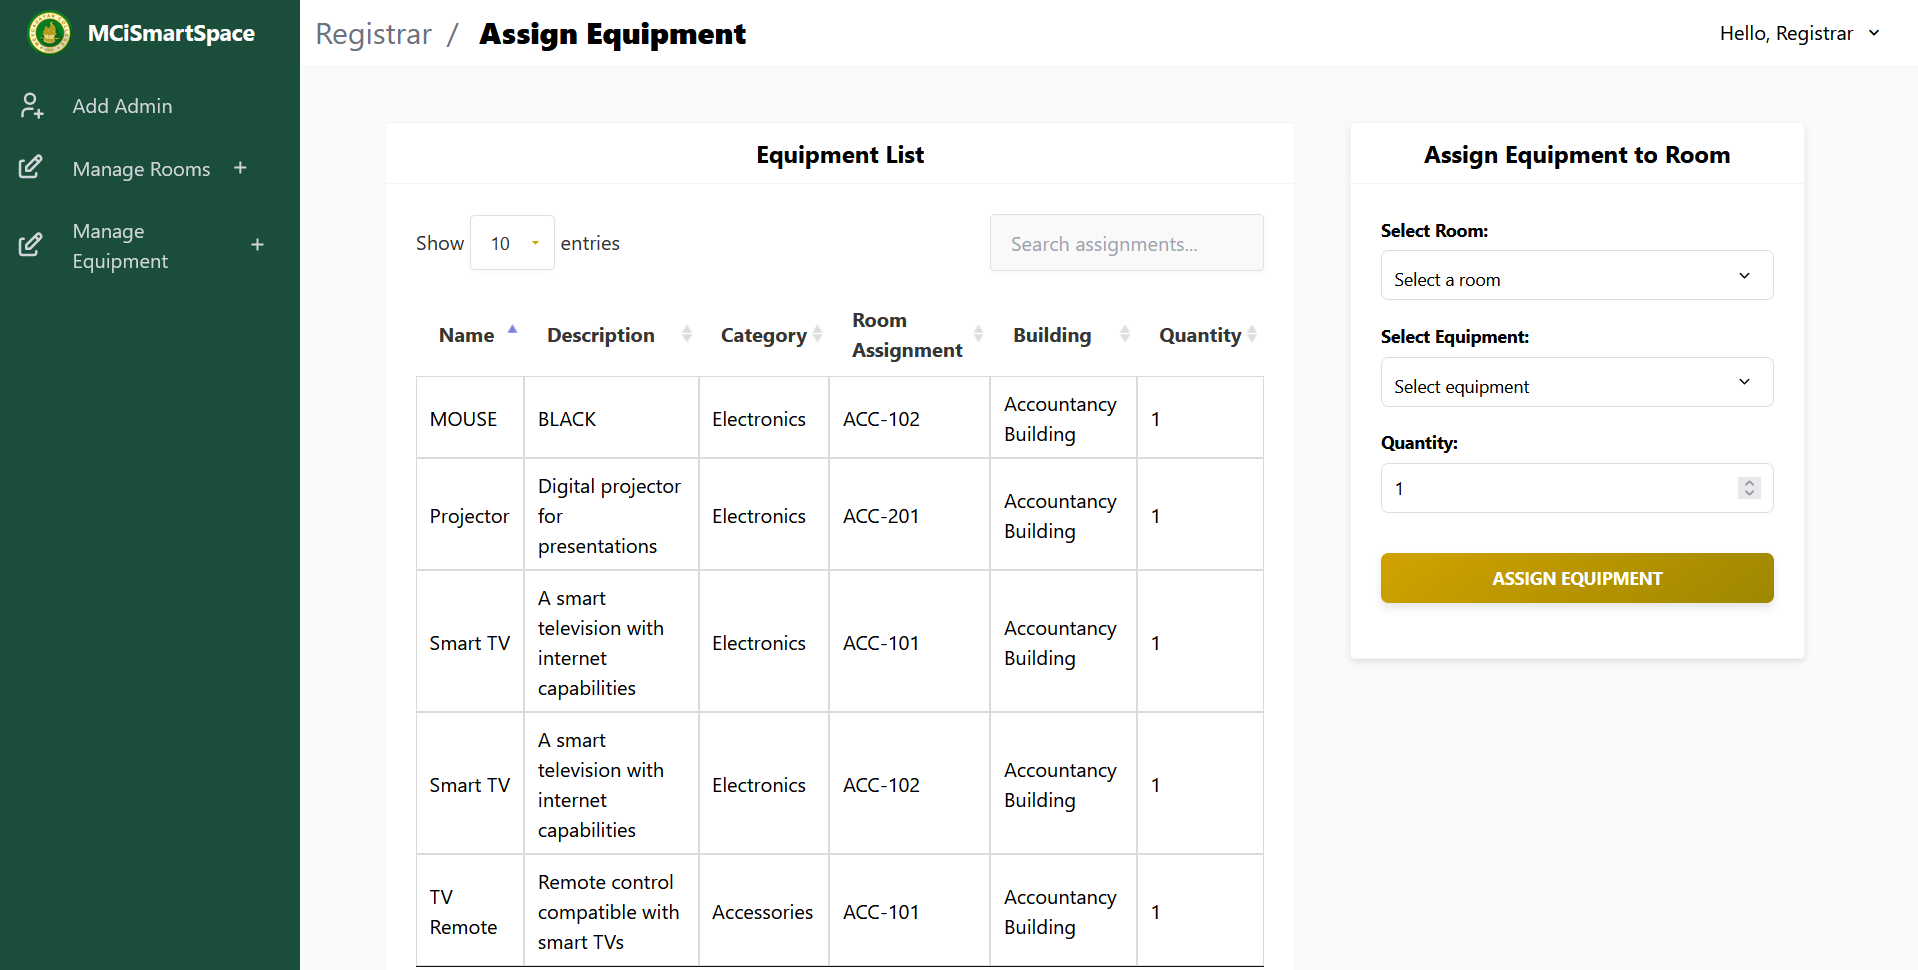 MCiSmartSpace
Add Admin
Manage Rooms +
Manage
Equipment +
Registrar / Assign Equipment
Hello, Registrar
Equipment List
Show 10 entries
Search assignments...
Name Description Category Room Assignment Building Quantity
MOUSE BLACK Electronics ACC-102 Accountancy Building 1
Projector Digital projector for presentations Electronics ACC-201 Accountancy Building 1
Smart TV A smart television with internet capabilities Electronics ACC-101 Accountancy Building 1
Smart TV A smart television with internet capabilities Electronics ACC-102 Accountancy Building 1
TV Remote Remote control compatible with smart TVs Accessories ACC-101 Accountancy Building 1
Assign Equipment to Room
Select Room:
Select a room
Select Equipment:
Select equipment
Quantity:
1
ASSIGN EQUIPMENT